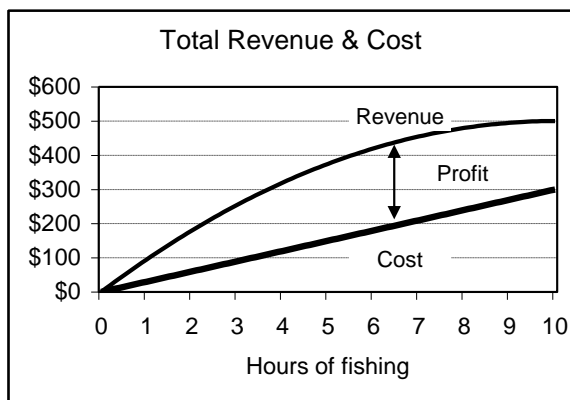 Total Revenue & Cost
$600
$500
$400
$300
$200
$100
$0
Revenue
Profit
Cost
0 1 2 3 4 5 6 7 8 9 10
Hours of fishing